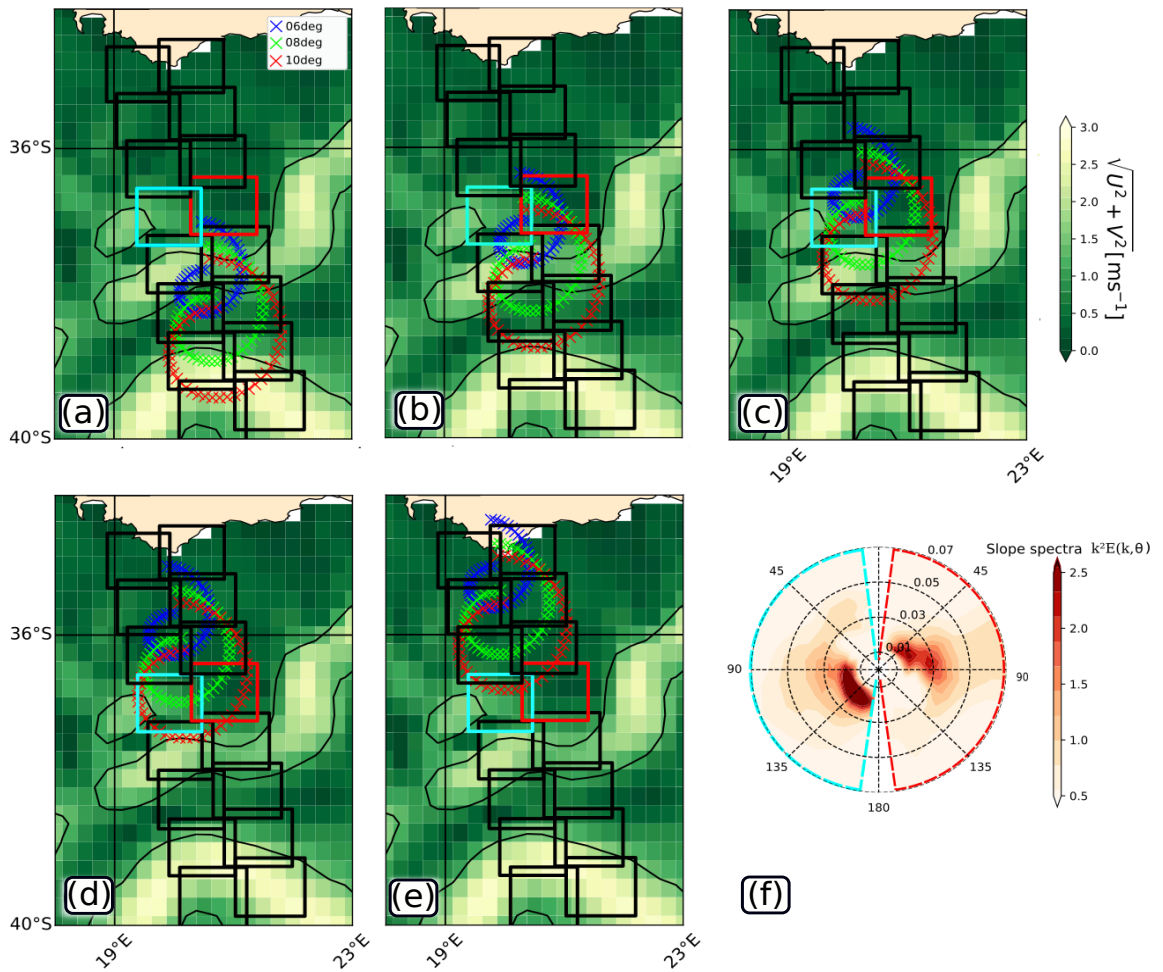 06deg
08deg
10deg
36°S
40°S
(a)
(b)
(c)
19°E
23°E
3.0
2.5
2.0
1.5
1.0
0.5
0.0
√U² + V² [ms⁻¹]
36°S
40°S
(d)
(e)
19°E
23°E
19°E
23°E
Slope spectra k²E(k,θ)
0.07
0.05
0.03
0.01
45
45
90
90
135
135
180
2.5
2.0
1.5
1.0
0.5
(f)